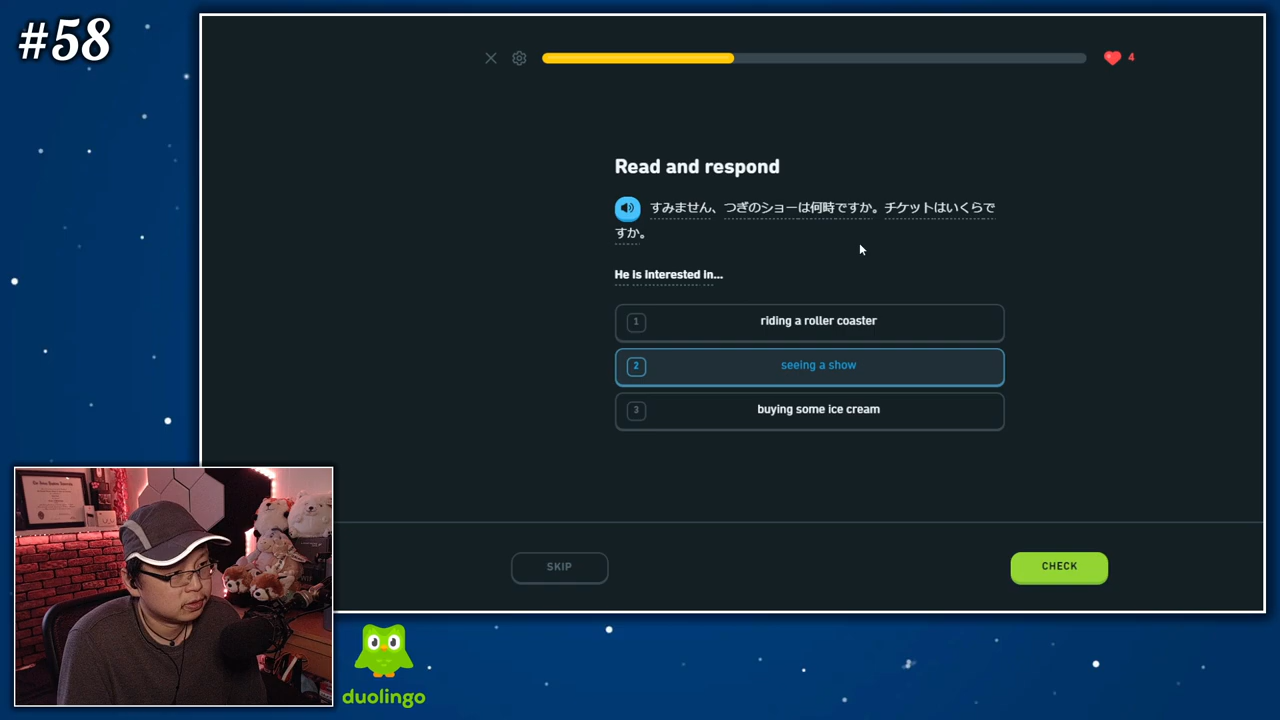 #58
4
Read and respond
すみません、つぎのショーは何時ですか。チケットはいくらで
すか。
He is interested in...
1 riding a roller coaster
2 seeing a show
3 buying some ice cream
SKIP
CHECK
duolingo